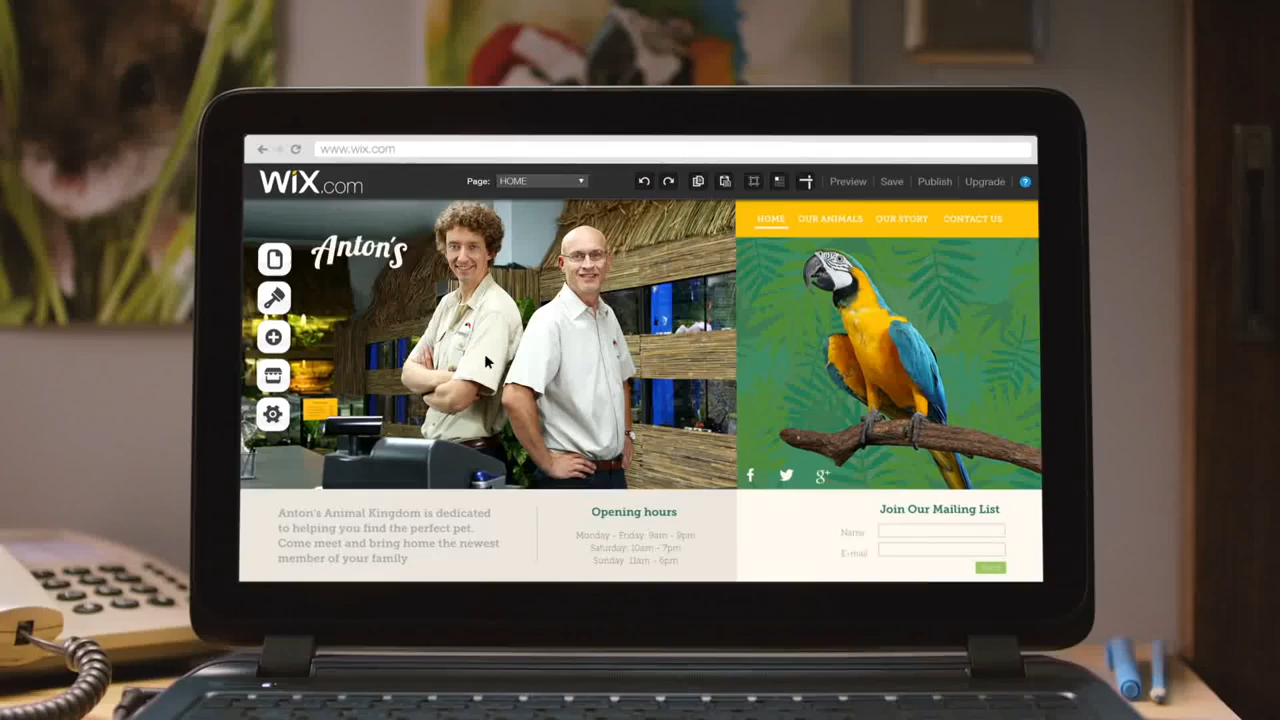 www.wix.com
WiX.com
Page: HOME
Preview Save Publish Upgrade ?
HOME OUR ANIMALS OUR STORY CONTACT US
Anton's
f g+
Anton's Animal Kingdom is dedicated
to helping you find the perfect pet.
Come meet and bring home the newest
member of your family
Opening hours
Monday - Friday: 9am - 9pm
Saturday: 10am - 7pm
Sunday: 11am - 6pm
Join Our Mailing List
Name
E-mail